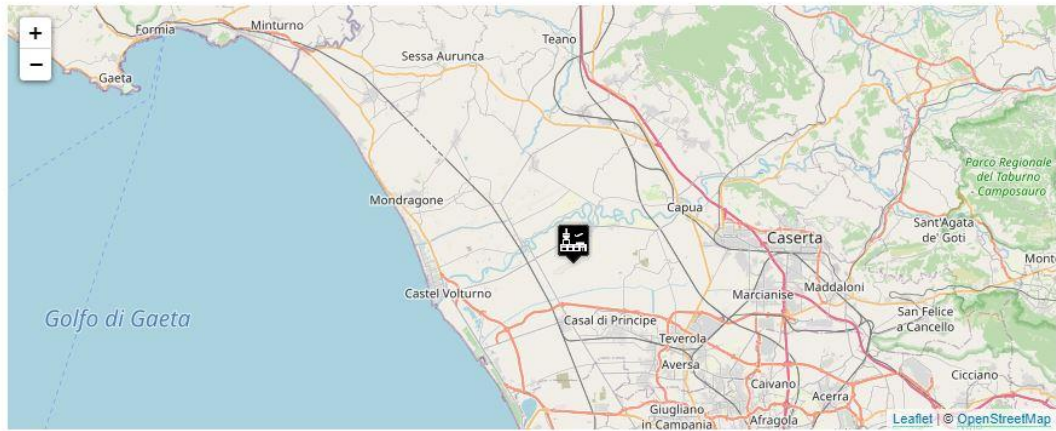 +
−
Formia
Minturno
Teano
Sessa Aurunca
Gaeta
Parco Regionale
del Taburno
- Camposauro
Mondragone
Capua
Sant'Agata
de' Goti
Caserta
Mont
Castel Volturno
Marcianise
Maddaloni
Golfo di Gaeta
Casal di Principe
San Felice
a Cancello
Teverola
Aversa
Cicciano
Caivano
Acerra
Giugliano
in Campania
Afragola
Leaflet | © OpenStreetMap